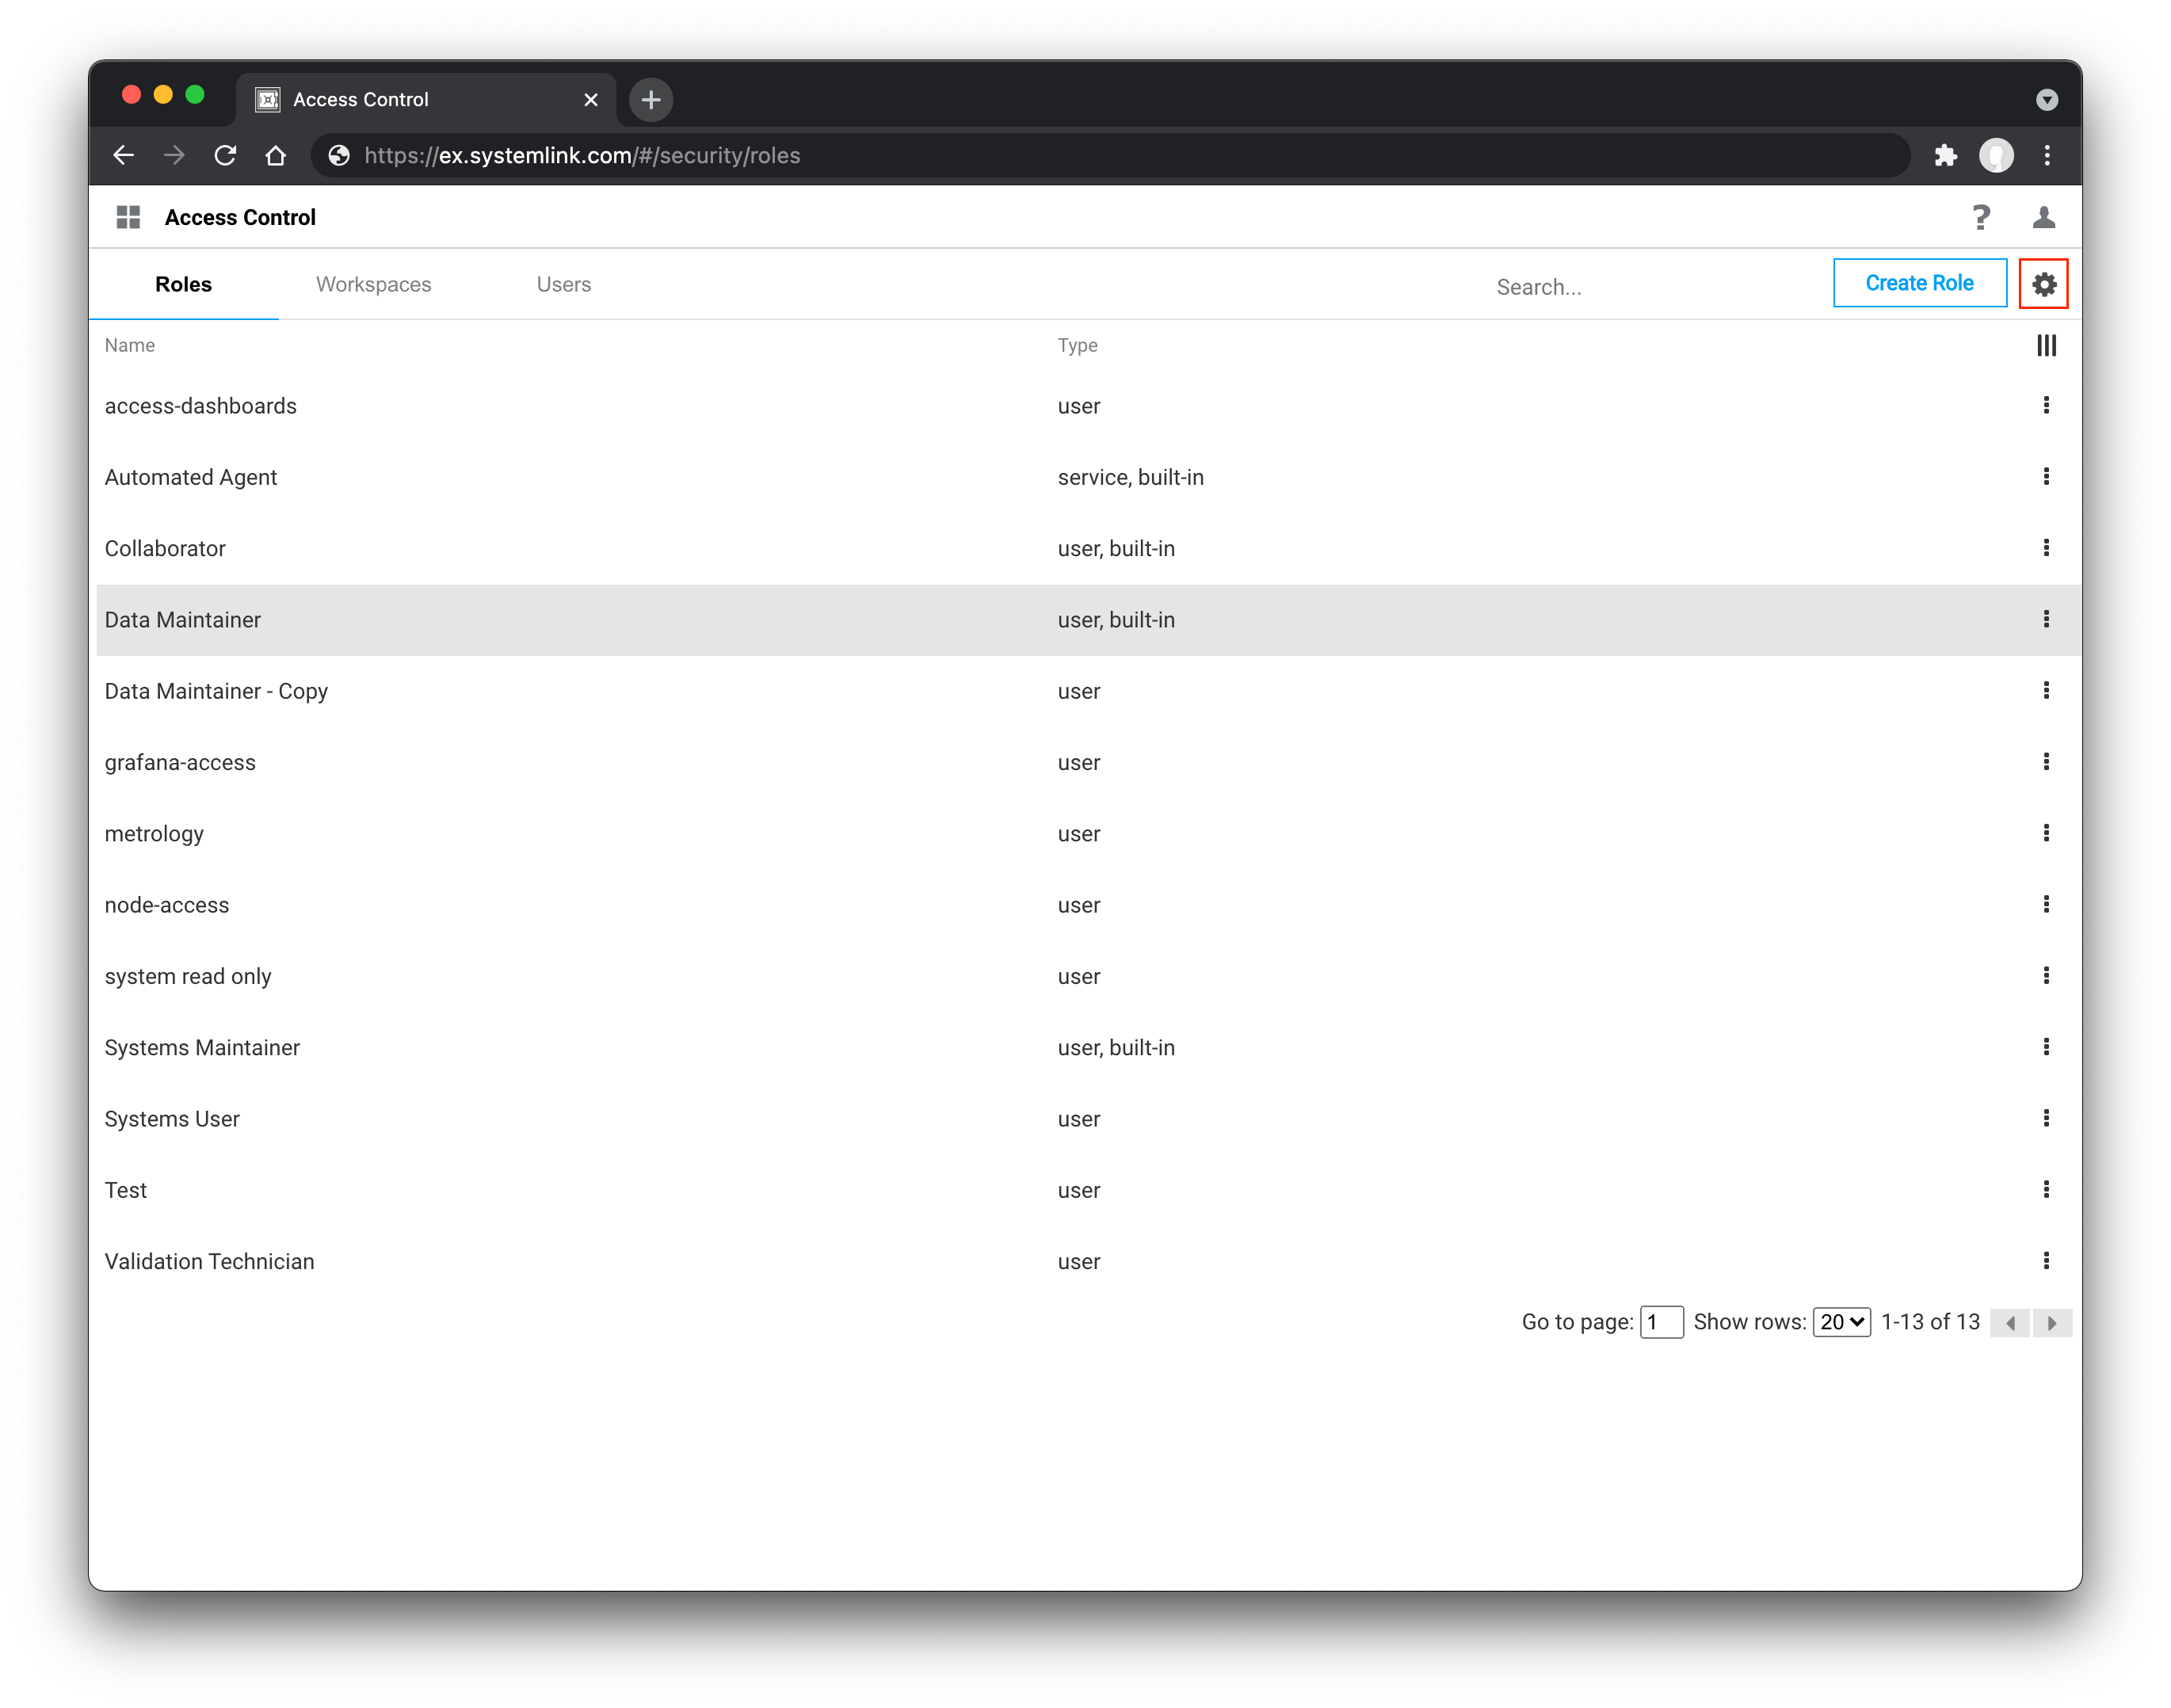 Access Control
https://ex.systemlink.com/#/security/roles
Access Control
?
Roles Workspaces Users Search... Create Role
Name Type
access-dashboards user
Automated Agent service, built-in
Collaborator user, built-in
Data Maintainer user, built-in
Data Maintainer - Copy user
grafana-access user
metrology user
node-access user
system read only user
Systems Maintainer user, built-in
Systems User user
Test user
Validation Technician user
Go to page: 1 Show rows: 20 1-13 of 13